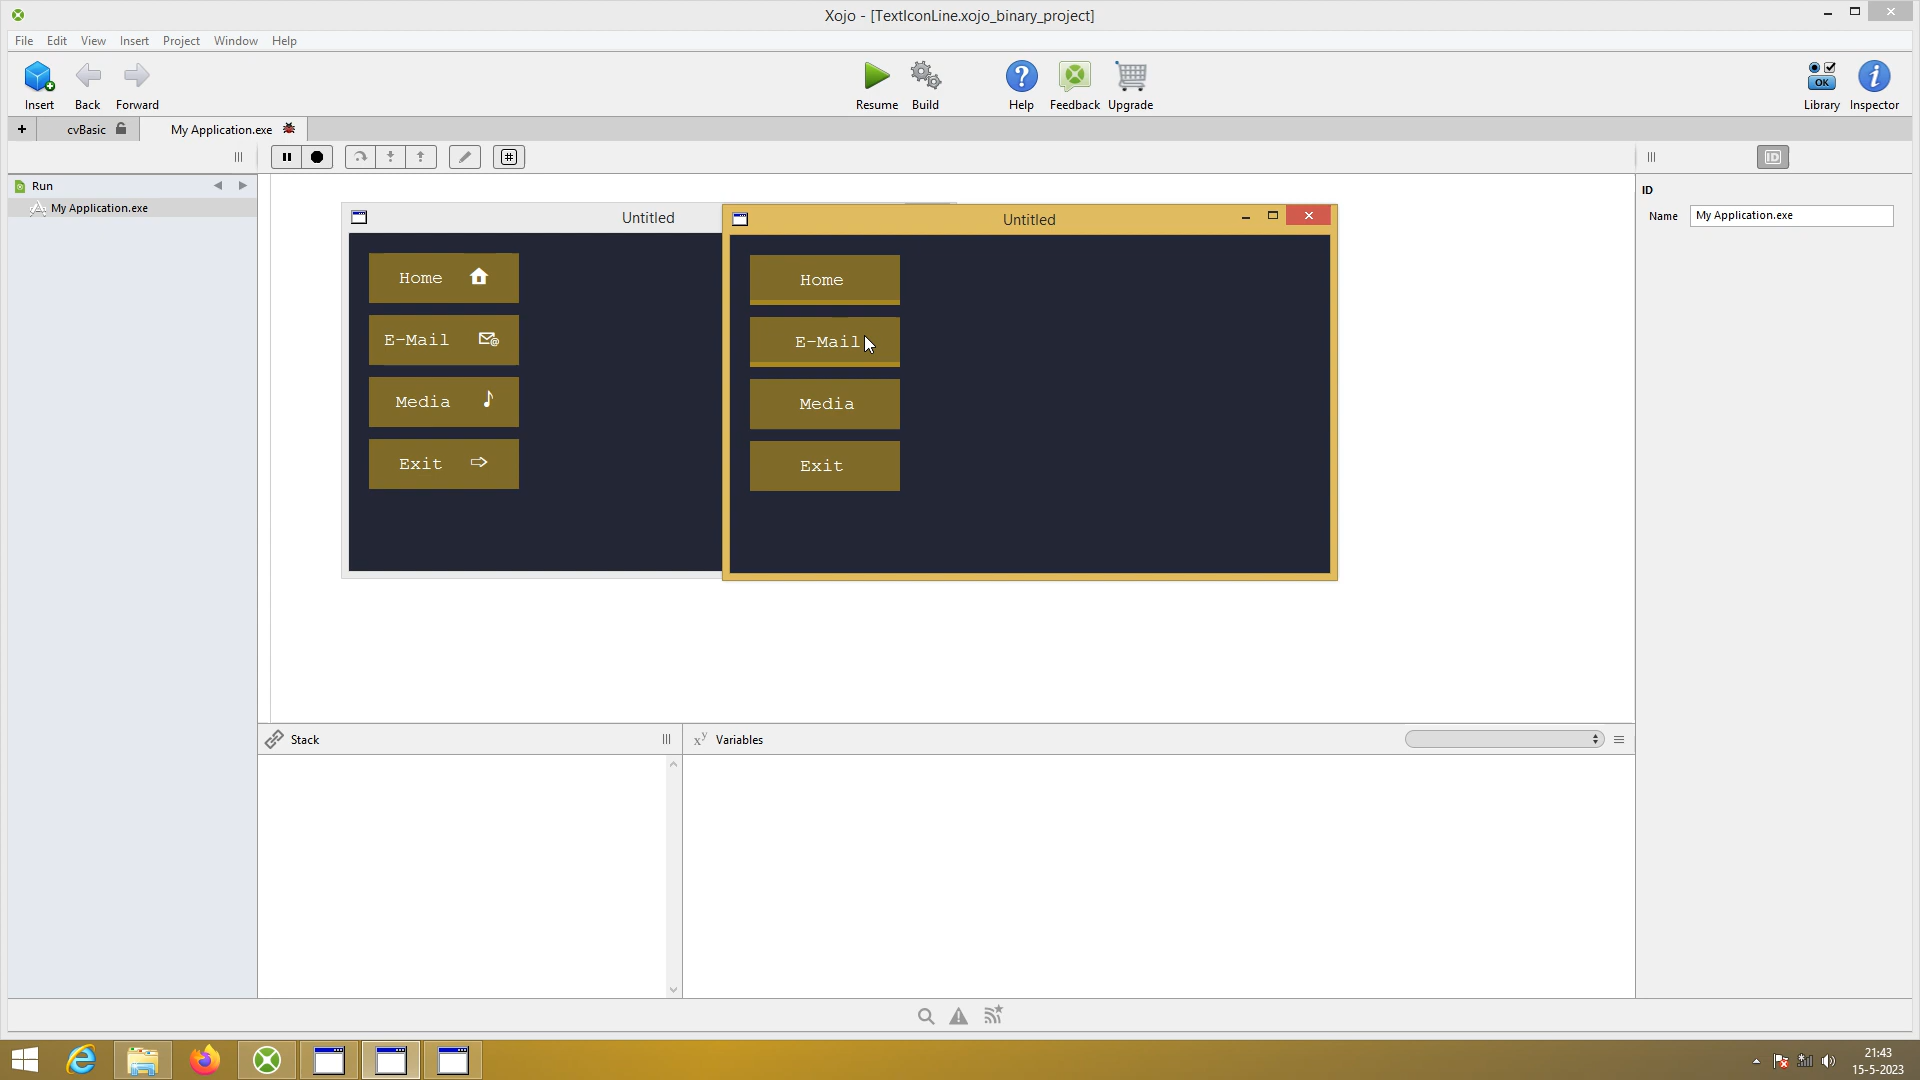 Xojo - [TextIconLine.xojo_binary_project]
File Edit View Insert Project Window Help
Insert Back Forward Resume Build Help Feedback Upgrade OK Library Inspector
+ cvBasic My Application.exe
ID
Run
My Application.exe
ID
Name My Application.exe
Untitled
Home
E-Mail
Media
Exit
Untitled
Home
E-Mail
Media
Exit
Stack
Variables
21:43
15-5-2023